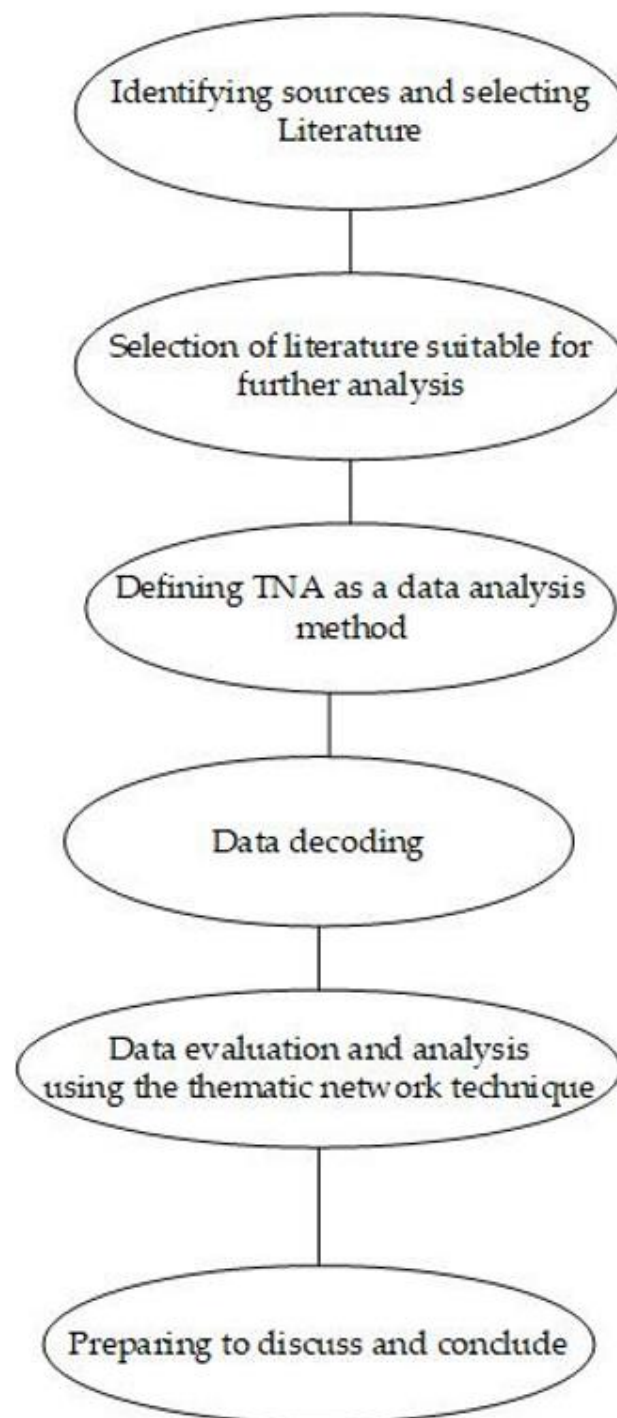 Identifying sources and selecting
Literature
Selection of literature suitable for
further analysis
Defining TNA as a data analysis
method
Data decoding
Data evaluation and analysis
using the thematic network technique
Preparing to discuss and conclude